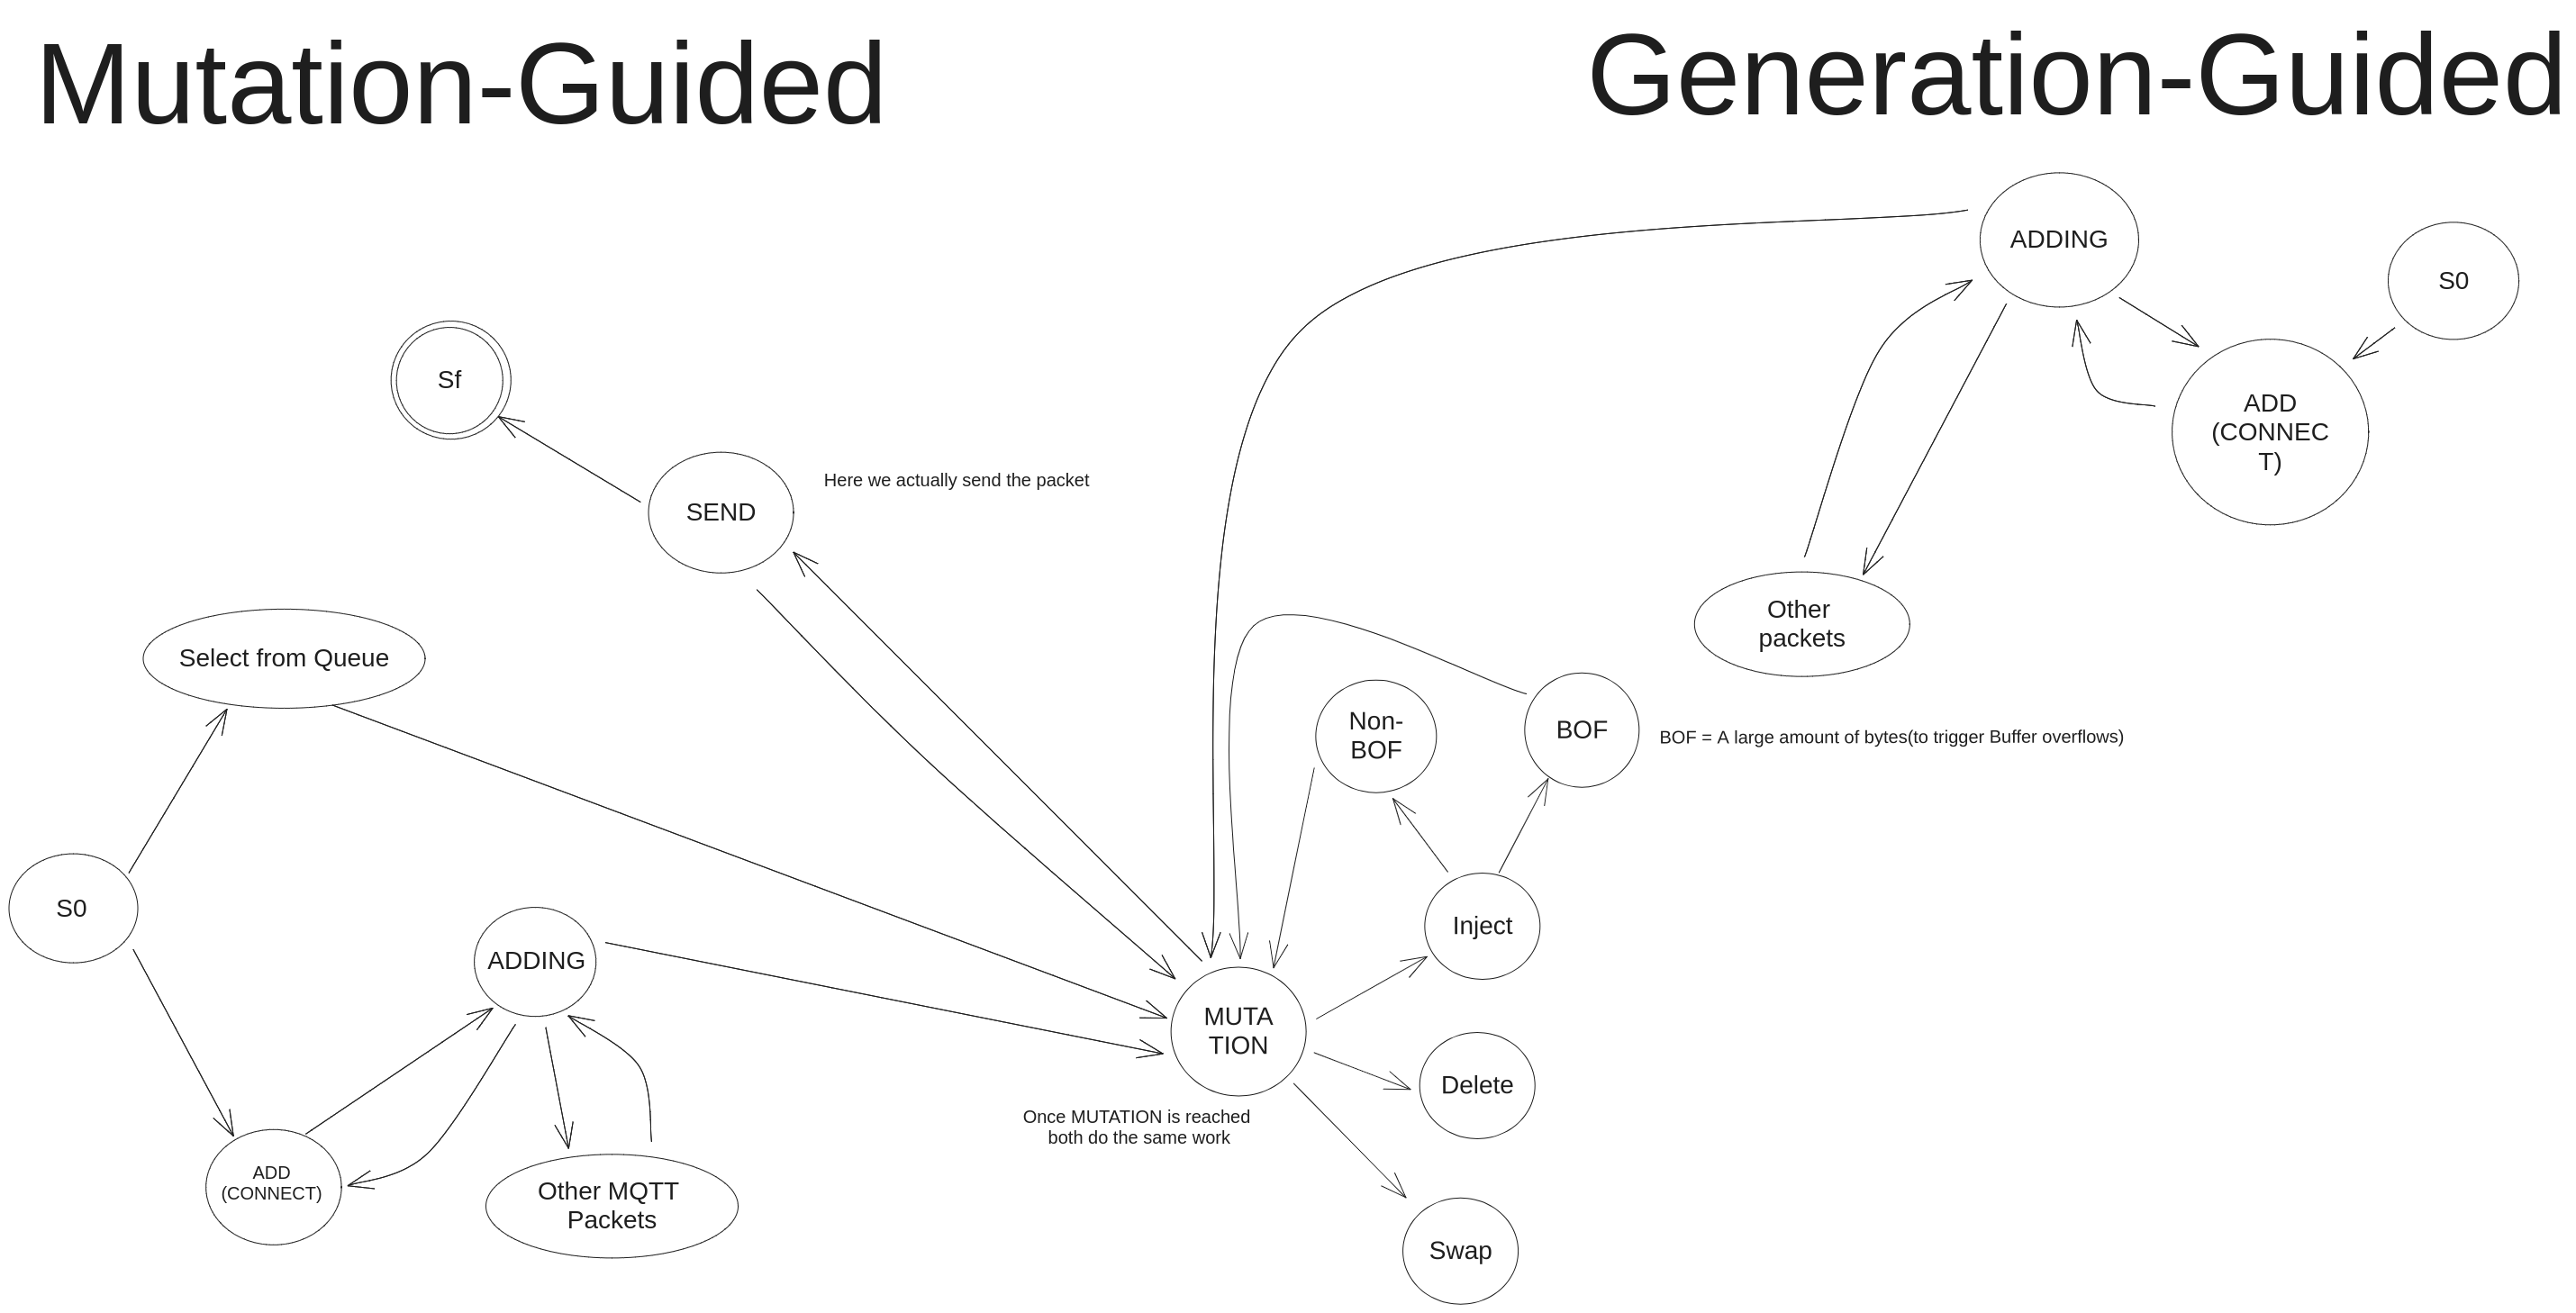 Mutation-Guided
Generation-Guided
ADDING
S0
Sf
ADD
(CONNEC
T)
Here we actually send the packet
SEND
Other
packets
Select from Queue
Non-
BOF
BOF
BOF = A large amount of bytes(to trigger Buffer overflows)
S0
Inject
ADDING
MUTA
TION
Delete
Once MUTATION is reached
both do the same work
ADD
(CONNECT)
Other MQTT
Packets
Swap